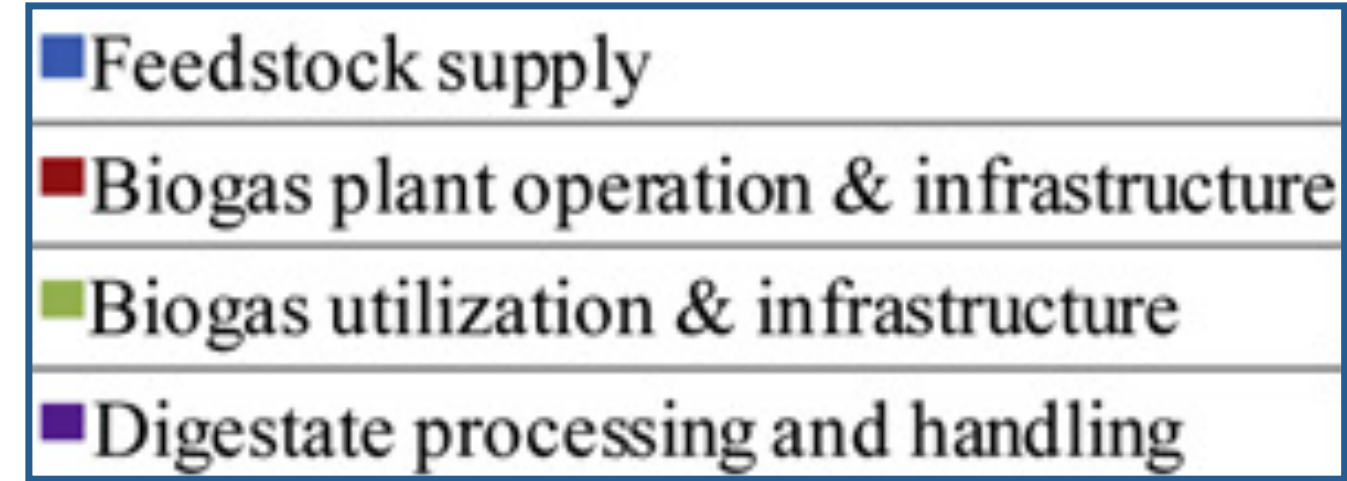 Feedstock supply
Biogas plant operation & infrastructure
Biogas utilization & infrastructure
Digestate processing and handling